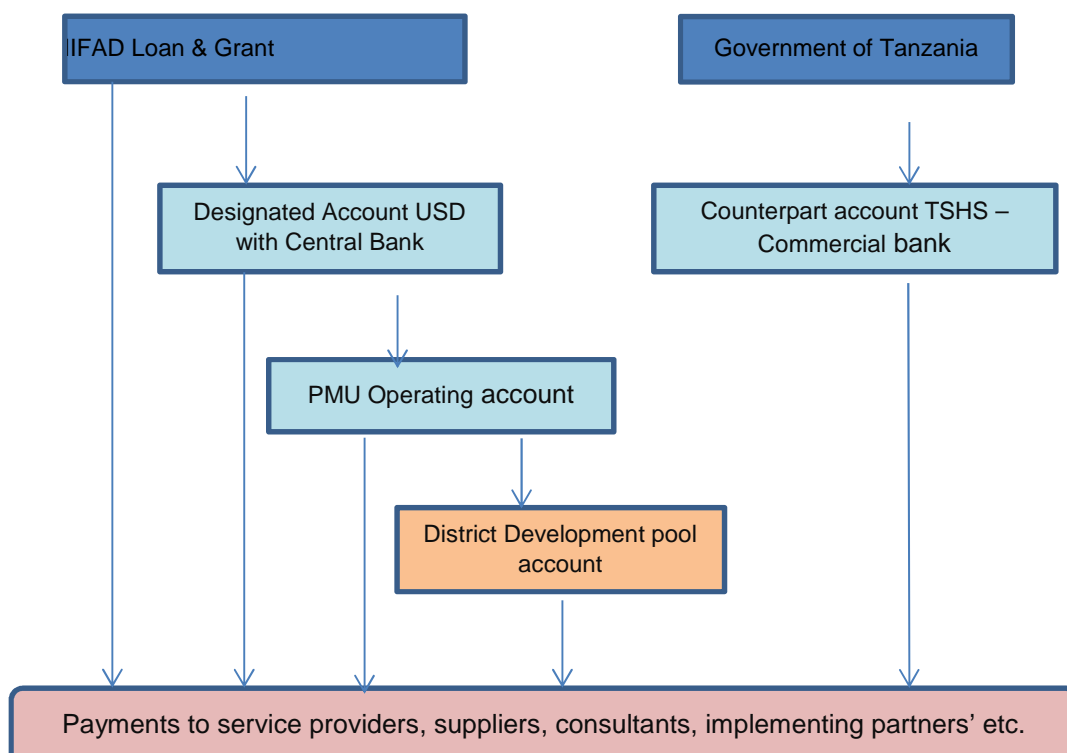 IIFAD Loan & Grant
Government of Tanzania
Designated Account USD
with Central Bank
Counterpart account TSHS –
Commercial bank
PMU Operating account
District Development pool
account
Payments to service providers, suppliers, consultants, implementing partners’ etc.